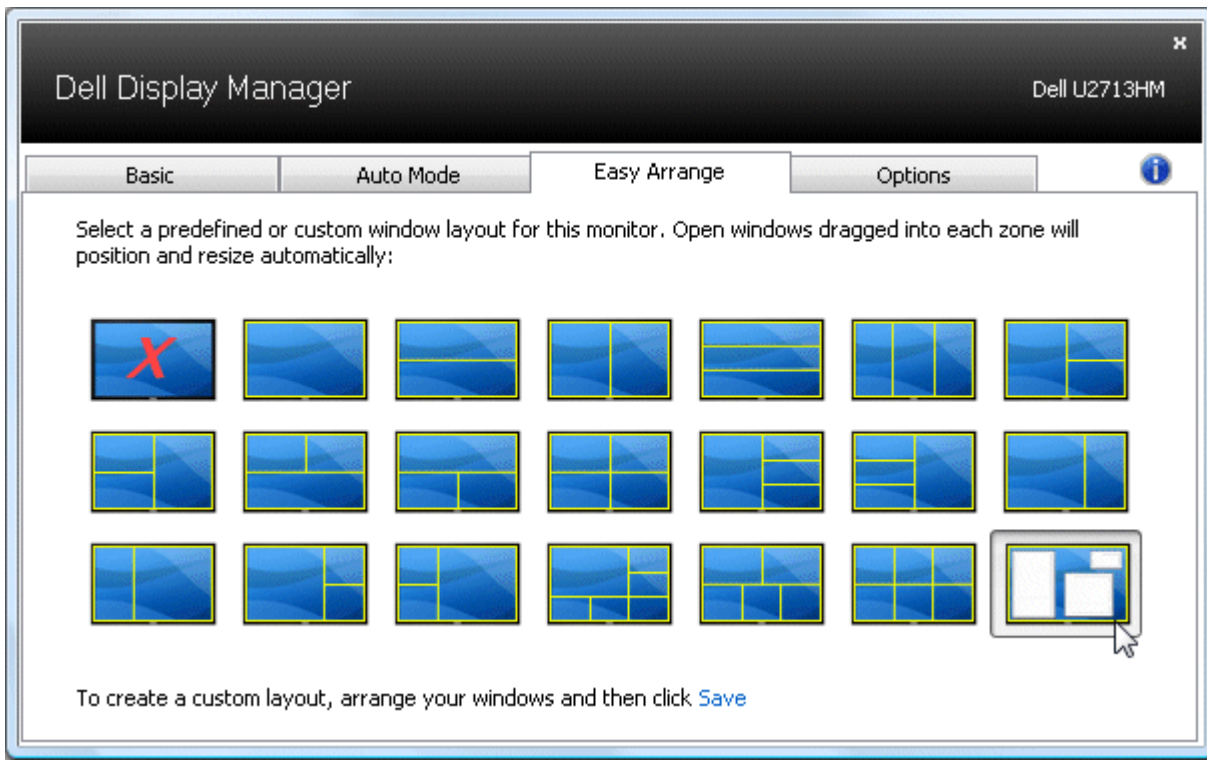 x
Dell Display Manager
Dell U2713HM
Basic
Auto Mode
Easy Arrange
Options
i
Select a predefined or custom window layout for this monitor. Open windows dragged into each zone will
position and resize automatically:
X
To create a custom layout, arrange your windows and then click Save